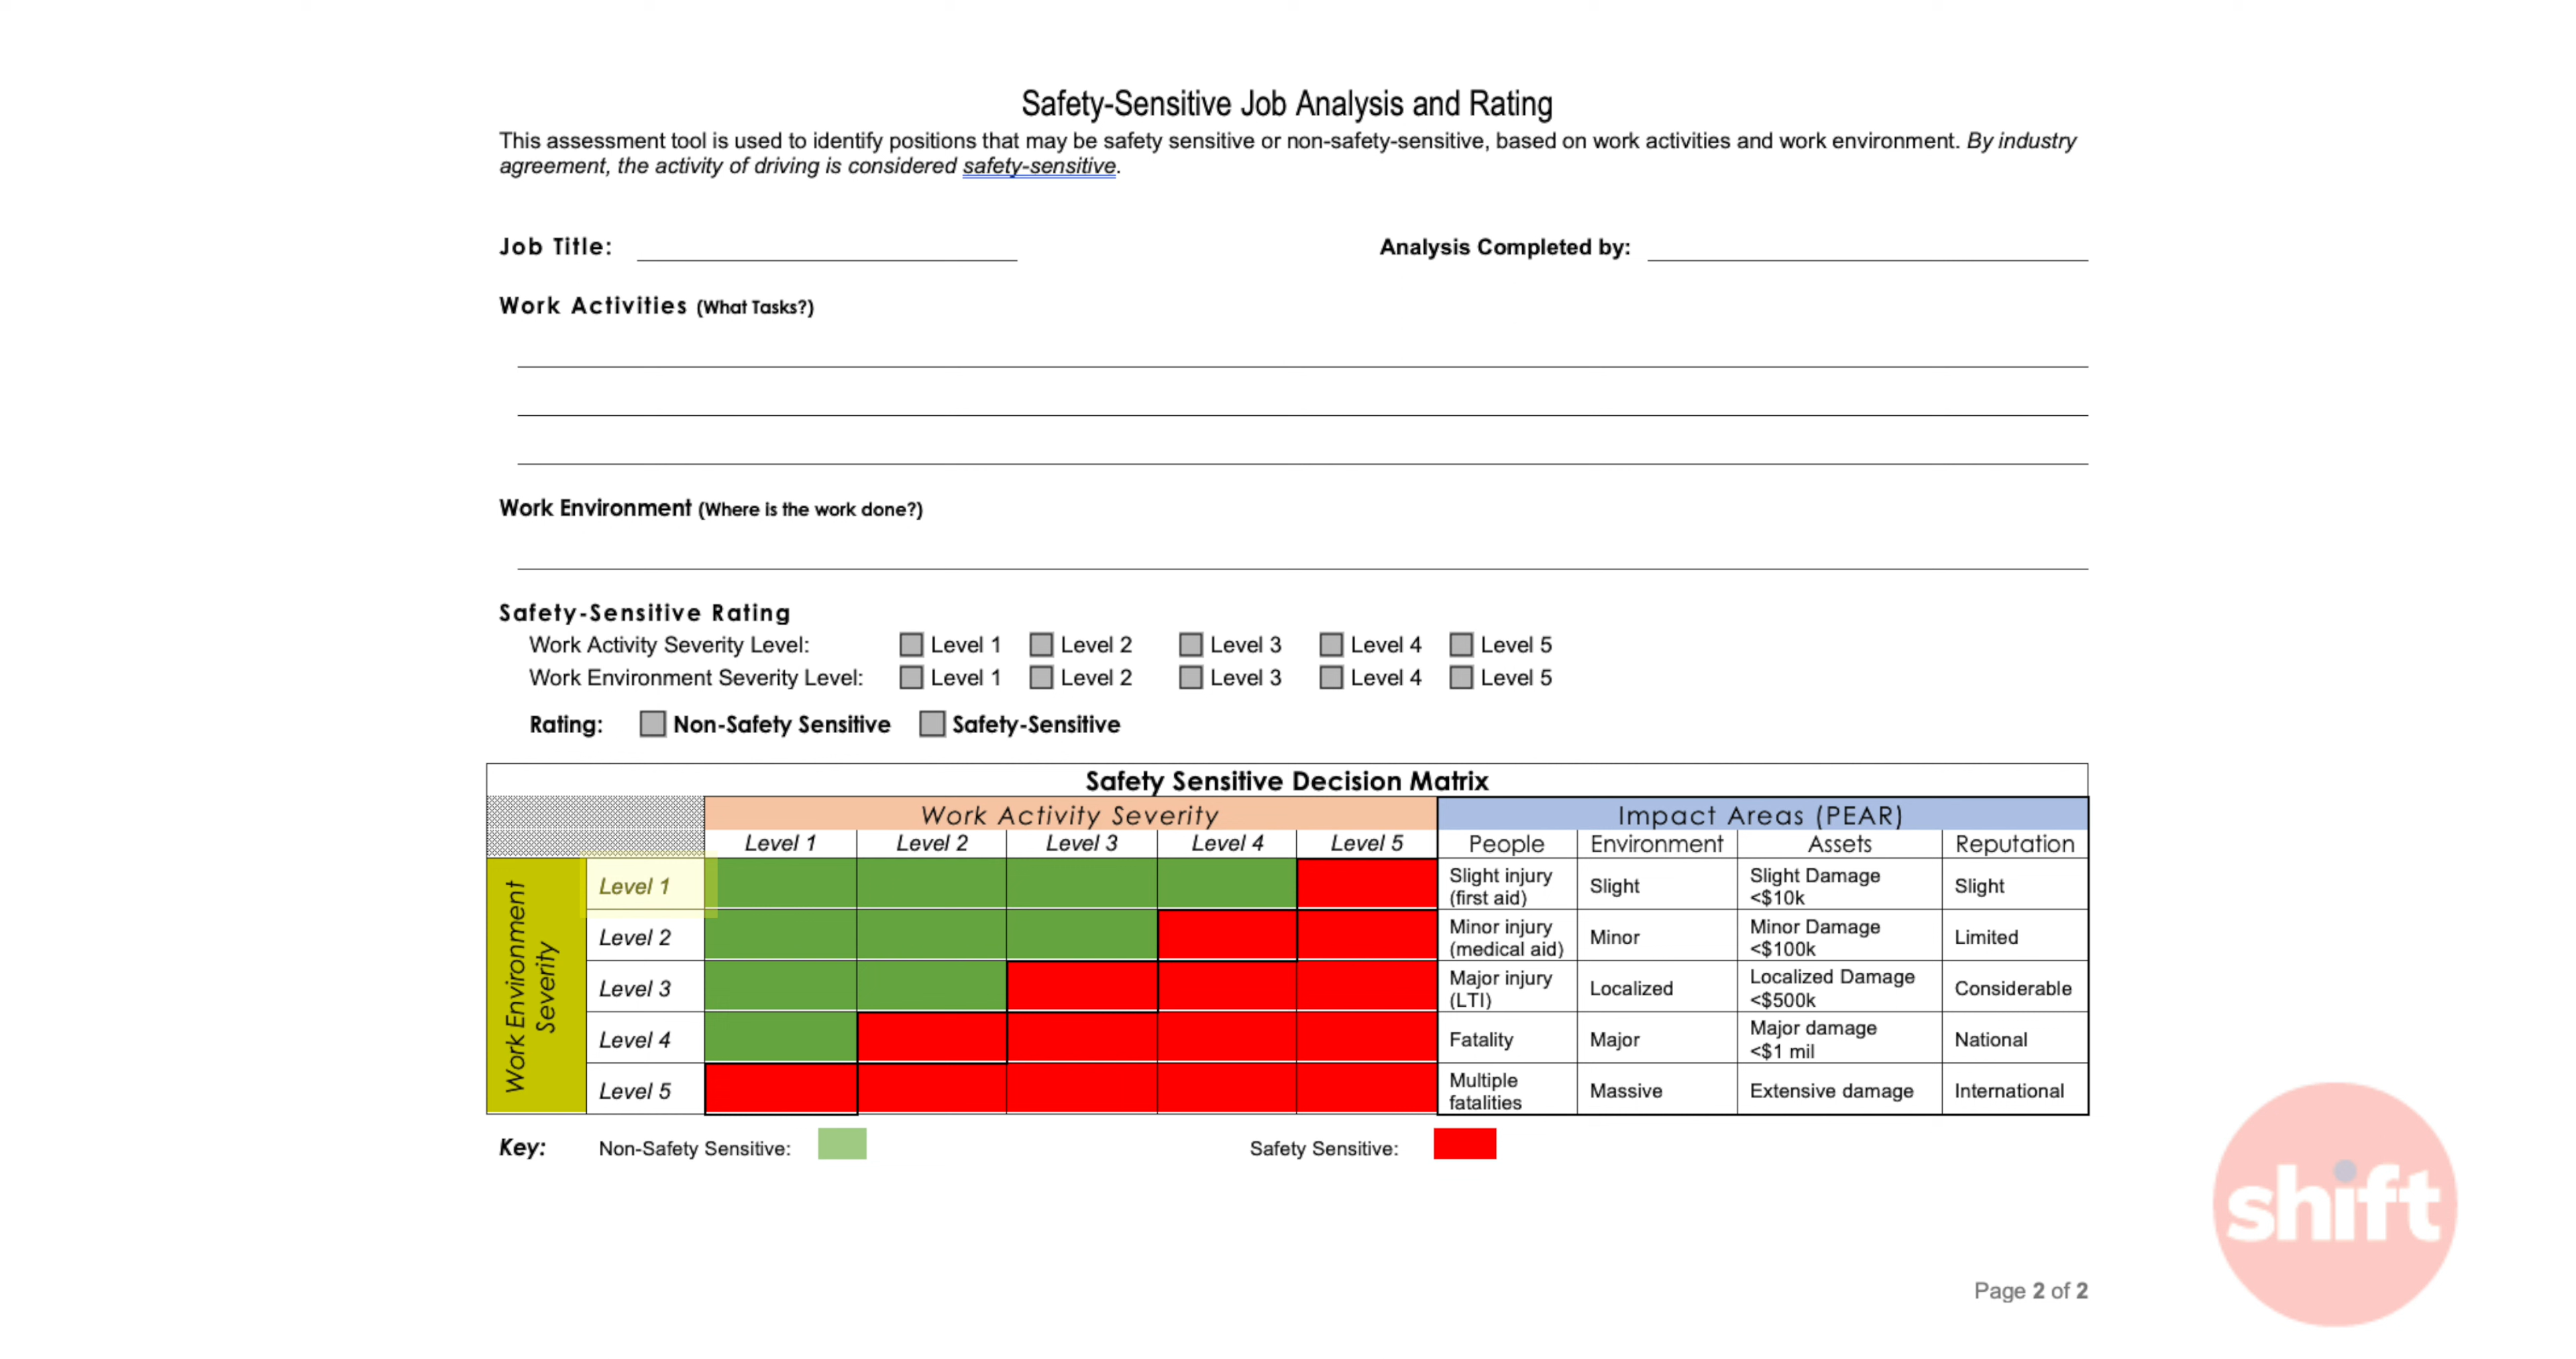 Safety-Sensitive Job Analysis and Rating
This assessment tool is used to identify positions that may be safety sensitive or non-safety-sensitive, based on work activities and work environment. By industry
agreement, the activity of driving is considered safety-sensitive.
Job Title:
Analysis Completed by:
Work Activities (What Tasks?)
Work Environment (Where is the work done?)
Safety-Sensitive Rating
Work Activity Severity Level: Level 1 Level 2 Level 3 Level 4 Level 5
Work Environment Severity Level: Level 1 Level 2 Level 3 Level 4 Level 5
Rating: Non-Safety Sensitive Safety-Sensitive
Safety Sensitive Decision Matrix
Work Activity Severity Impact Areas (PEAR)
Level 1 Level 2 Level 3 Level 4 Level 5 People Environment Assets Reputation
Work Environment
Severity
Level 1
Slight injury
(first aid)
Slight
Slight Damage
<$10k
Slight
Level 2
Minor injury
(medical aid)
Minor
Minor Damage
<$100k
Limited
Level 3
Major injury
(LTI)
Localized
Localized Damage
<$500k
Considerable
Level 4
Fatality
Major
Major damage
<$1 mil
National
Level 5
Multiple
fatalities
Massive
Extensive damage
International
Key: Non-Safety Sensitive: Safety Sensitive:
shift
Page 2 of 2